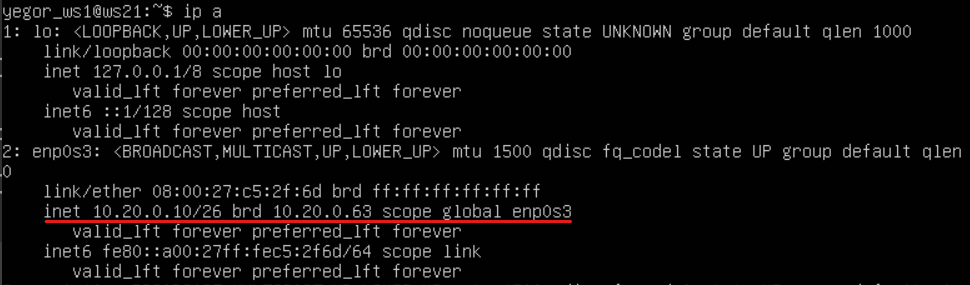 yegor_ws1@ws21:~$ ip a
1: lo: <LOOPBACK,UP,LOWER_UP> mtu 65536 qdisc noqueue state UNKNOWN group default qlen 1000
link/loopback 00:00:00:00:00:00 brd 00:00:00:00:00:00
inet 127.0.0.1/8 scope host lo
valid_lft forever preferred_lft forever
inet6 ::1/128 scope host
valid_lft forever preferred_lft forever
2: enp0s3: <BROADCAST,MULTICAST,UP,LOWER_UP> mtu 1500 qdisc fq_codel state UP group default qlen
0
link/ether 08:00:27:c5:2f:6d brd ff:ff:ff:ff:ff:ff
inet 10.20.0.10/26 brd 10.20.0.63 scope global enp0s3
valid_lft forever preferred_lft forever
inet6 fe80::a00:27ff:fec5:2f6d/64 scope link
valid_lft forever preferred_lft forever